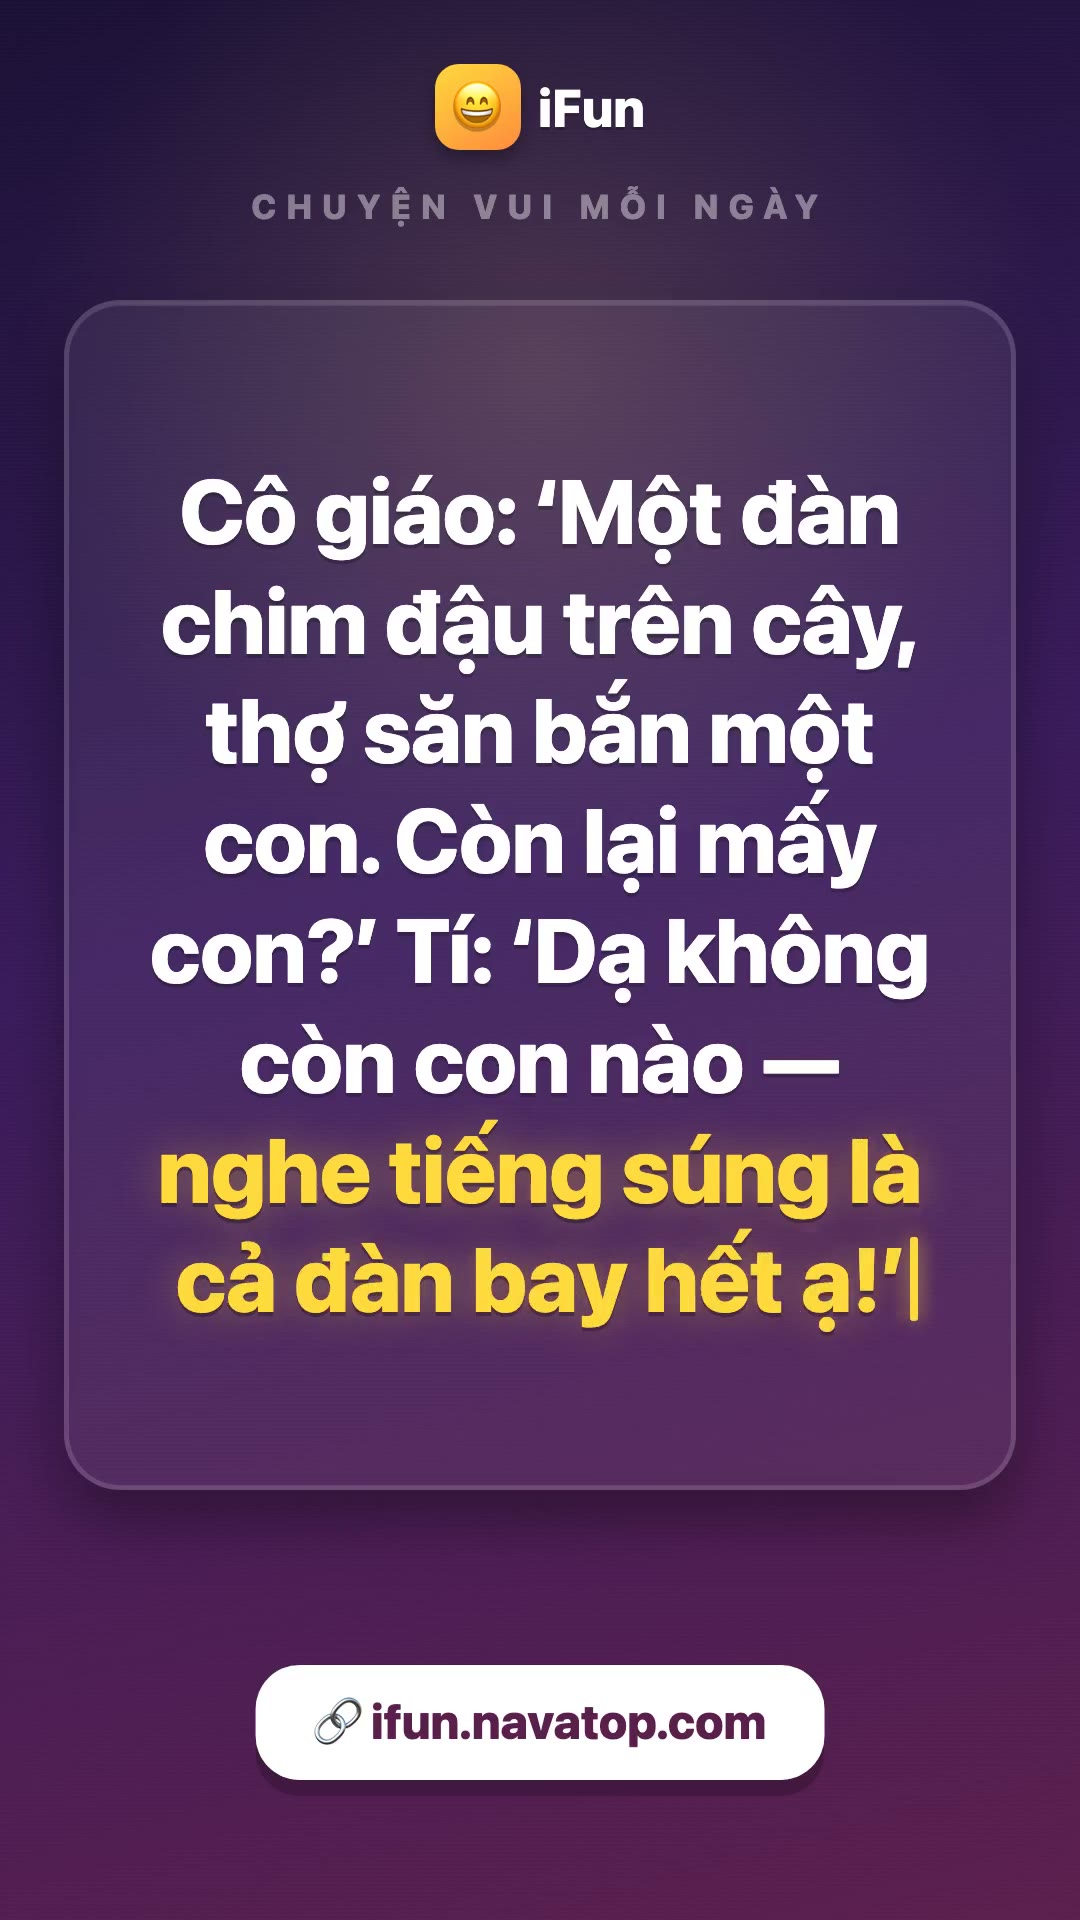 iFun
CHUYỆN VUI MỖI NGÀY
Cô giáo: ‘Một đàn
chim đậu trên cây,
thợ săn bắn một
con. Còn lại mấy
con?’ Tí: ‘Dạ không
còn con nào —
nghe tiếng súng là
cả đàn bay hết ạ!’
ifun.navatop.com